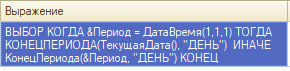 Выражение
ВЫБОР КОГДА &Период = ДатаВремя(1,1,1) ТОГДА
КОНЕЦПЕРИОДА(ТекущаяДата(), "ДЕНЬ")  ИНАЧЕ
КонецПериода(&Период, "ДЕНЬ") КОНЕЦ